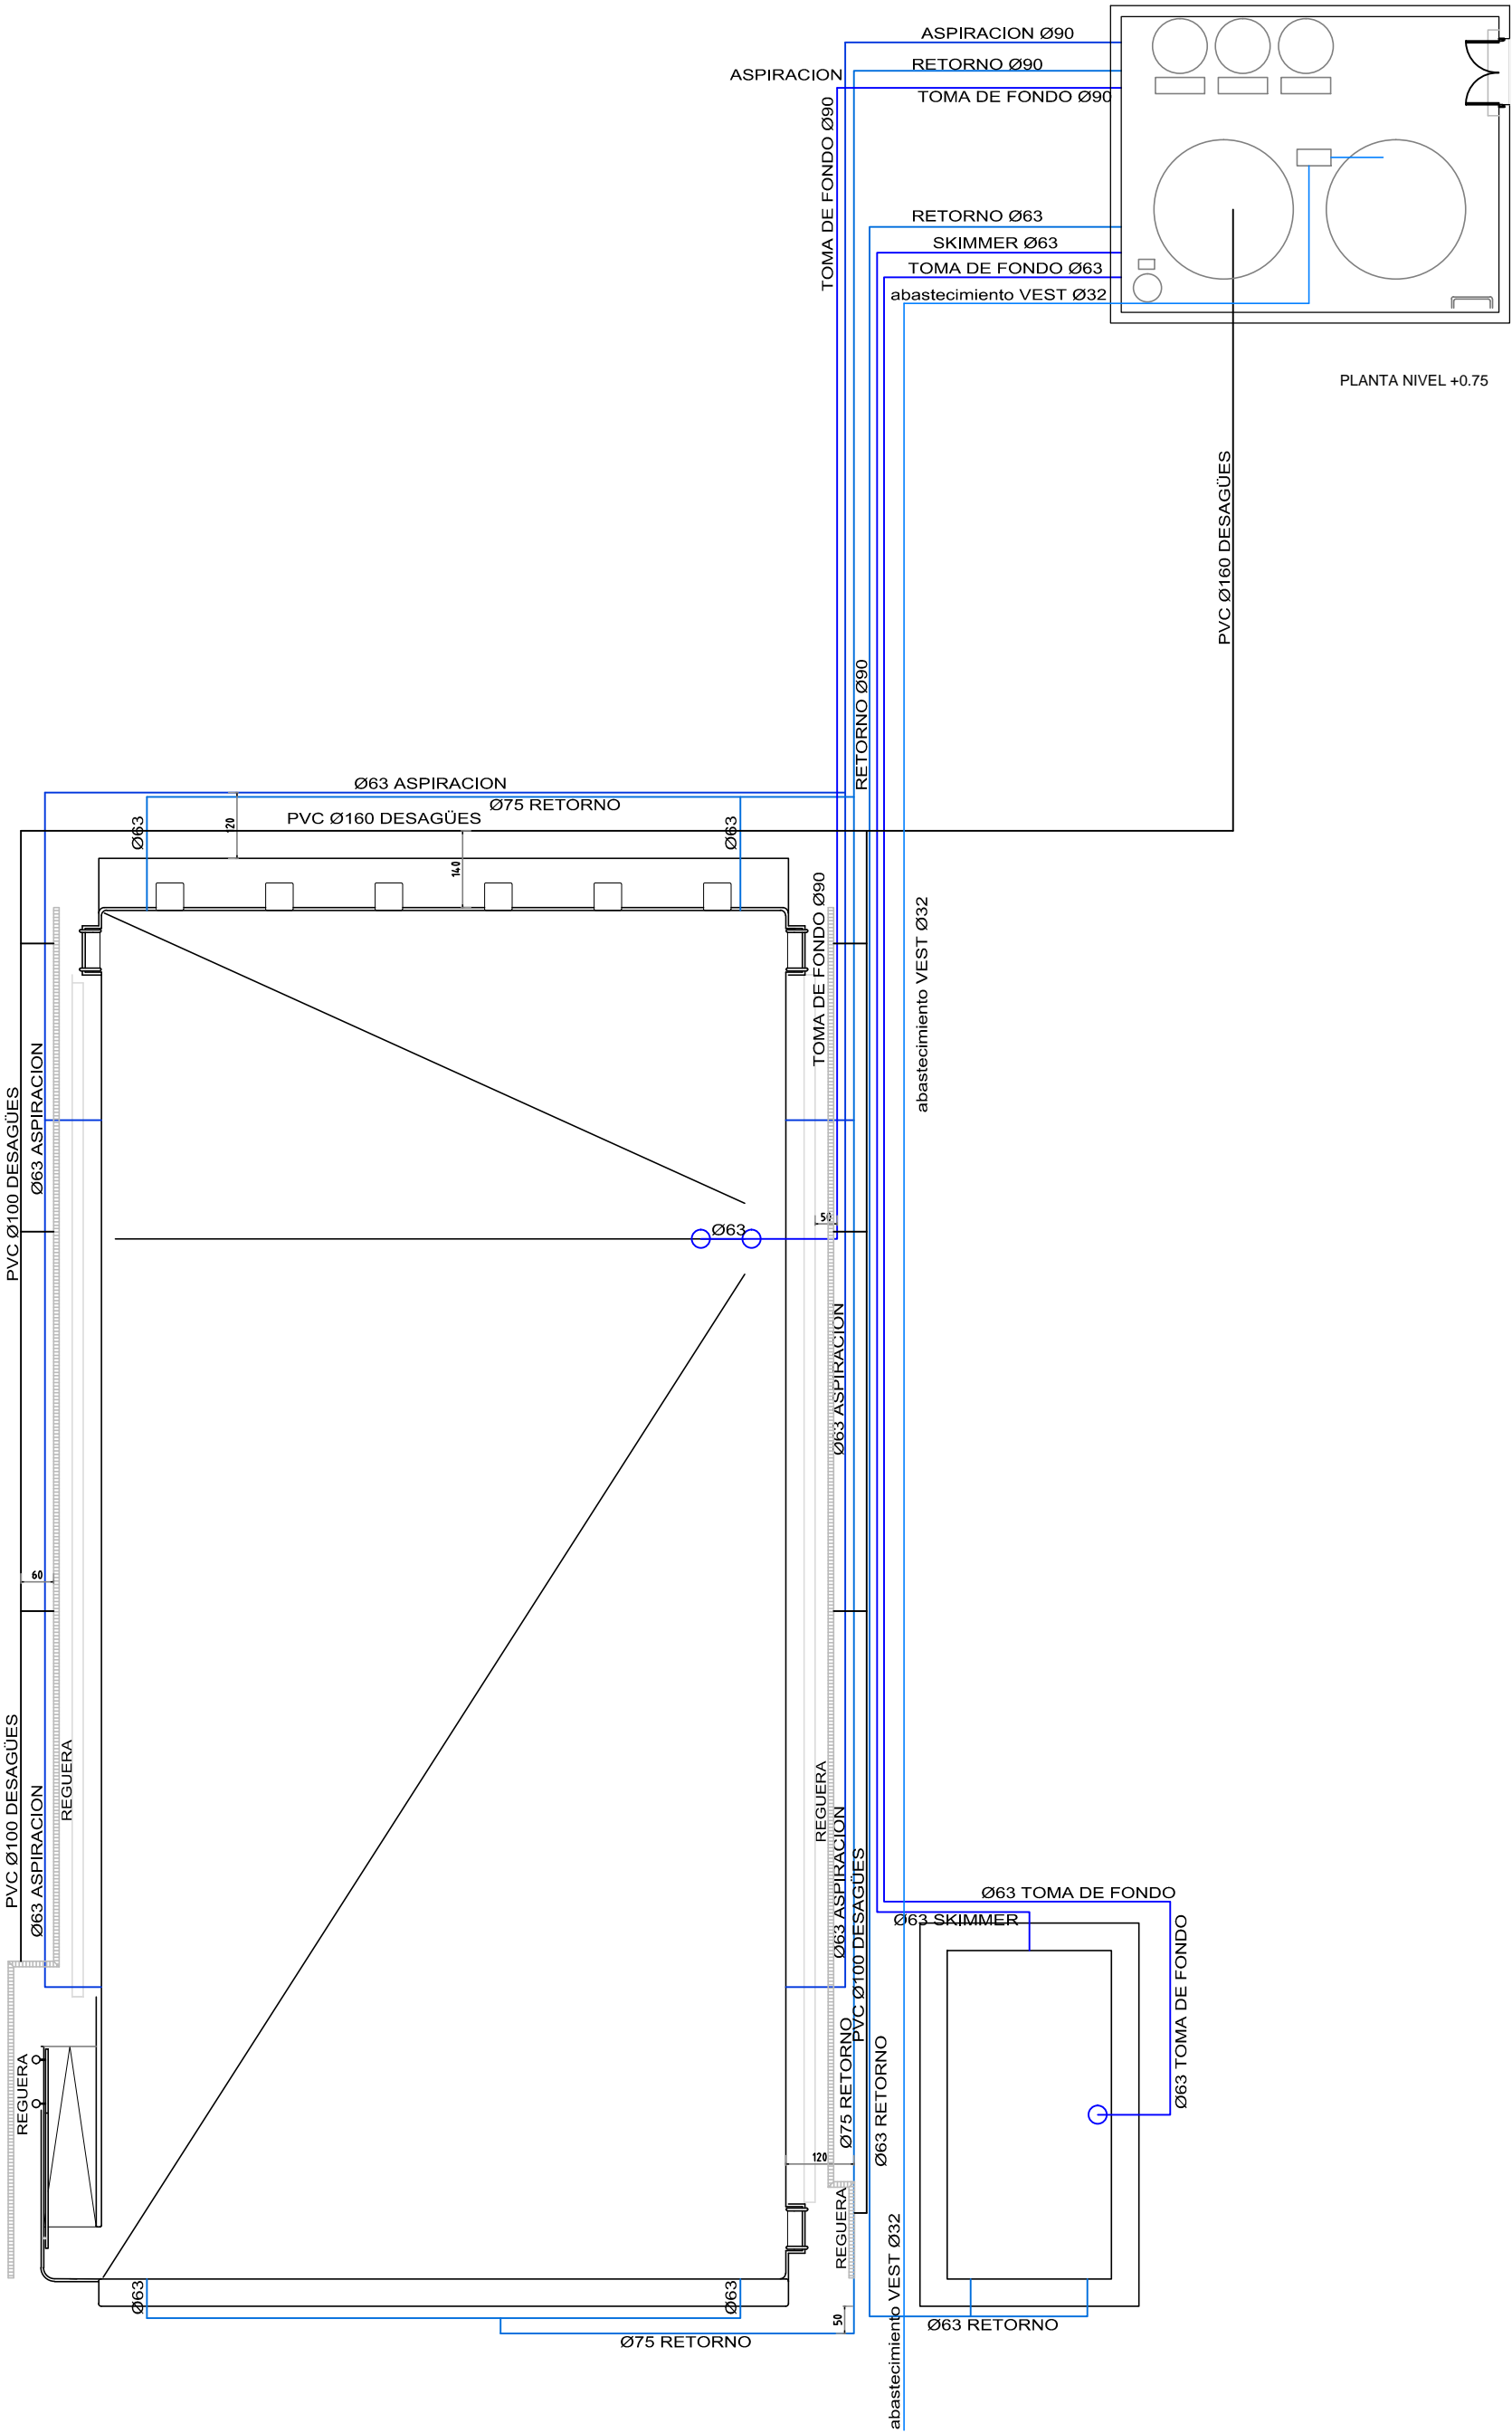 ASPIRACION Ø90
RETORNO Ø90
ASPIRACION
TOMA DE FONDO Ø90
TOMA DE FONDO Ø90
RETORNO Ø63
SKIMMER Ø63
TOMA DE FONDO Ø63
abastecimiento VEST Ø32
PLANTA NIVEL +0.75
PVC Ø160 DESAGÜES
RETORNO Ø90
Ø63 ASPIRACION
Ø75 RETORNO
PVC Ø160 DESAGÜES
Ø63
120
Ø63
140
TOMA DE FONDO Ø90
abastecimiento VEST Ø32
Ø63 ASPIRACION
PVC Ø100 DESAGÜES
50
Ø63
Ø63 ASPIRACION
60
PVC Ø100 DESAGÜES
REGUERA
Ø63 ASPIRACION
REGUERA
Ø63 ASPIRACION
PVC Ø100 DESAGÜES
Ø63 TOMA DE FONDO
Ø63 SKIMMER
Ø63 TOMA DE FONDO
Ø75 RETORNO
Ø63 RETORNO
REGUERA
120
REGUERA
abastecimiento VEST Ø32
Ø63
Ø63
50
Ø63 RETORNO
Ø75 RETORNO